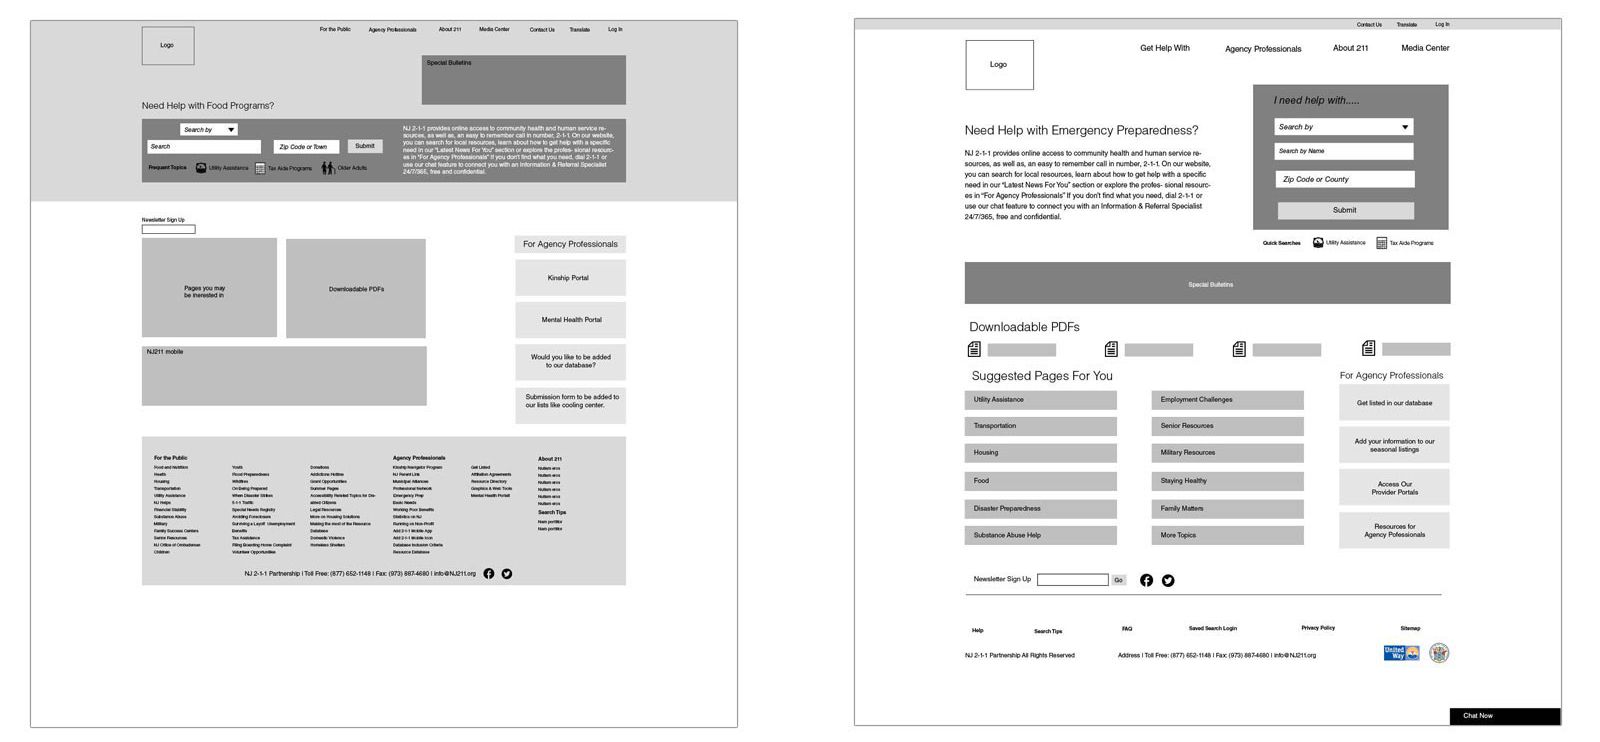 For the Public
Agency Professionals
About 211
Media Center
Contact Us
Translate
Log In
Logo
Special Bulletins
Need Help with Food Programs?
Search by
Search
Zip Code or Town
Submit
Frequent Topics
Utility Assistance
Tax Aide Programs
Older Adults
NJ 2-1-1 provides online access to community health and human service re-
sources, as well as, an easy to remember call in number, 2-1-1. On our website,
you can search for local resources, learn about how to get help with a specific
need in our "Latest News For You" section or explore the profes- sional resourc-
es in "For Agency Professionals" If you don't find what you need, dial 2-1-1 or
use our chat feature to connect you with an Information & Referral Specialist
24/7/365, free and confidential.
Newsletter Sign Up
Pages you may
be inerested in
Downloadable PDFs
NJ211 mobile
For Agency Professionals
Kinship Portal
Mental Health Portal
Would you like to be added
to our database?
Submission form to be added to
our lists like cooling center.
For the Public
Food and Nutrition
Health
Housing
Transportation
Utility Assistance
NJ Helps
Financial Stability
Substance Abuse
Military
Family Success Centers
Senior Resources
NJ Office of Ombudsman
Children
Youth
Flood Preparedness
Wildfires
On Being Prepared
When Disaster Strikes
5-1-1 Traffic
Special Needs Registry
Avoiding Foreclosure
Surviving a Layoff Unemployment
Benefits
Tax Assistance
Filing Boarding Home Complaint
Volunteer Opportunities
Donations
Addictions Hotline
Grant Opportunities
Summer Pages
Accessibility Related Topics for Dis-
abled Citizens
Legal Resources
More on Housing Solutions
Making the most of the Resource
Database
Domestic Violence
Homeless Shelters
Agency Professionals
Kinship Navigator Program
NJ Parent Link
Municipal Alliances
Professional Network
Emergency Prep
Basic Needs
Working Poor Benefits
Statistics on NJ
Running on Non-Profit
Add 2-1-1 Mobile App
Add 2-1-1 Mobile Icon
Database Inclusion Criteria
Resource Database
Get Listed
Affiliation Agreements
Resource Directory
Graphics & Web Tools
Mental Health Portal
About 211
Nullam eros
Nullam eros
Nullam eros
Nullam eros
Nullam eros
Nullam eros
Search Tips
Nam porttitor
Nam porttitor
NJ 2-1-1 Partnership | Toll Free: (877) 652-1148 | Fax: (973) 887-4680 | info@NJ211.org
Contact Us
Translate
Log In
Logo
Get Help With
Agency Professionals
About 211
Media Center
Need Help with Emergency Preparedness?
NJ 2-1-1 provides online access to community health and human service re-
sources, as well as, an easy to remember call in number, 2-1-1. On our website,
you can search for local resources, learn about how to get help with a specific
need in our "Latest News For You" section or explore the profes- sional resourc-
es in "For Agency Professionals" If you don't find what you need, dial 2-1-1 or
use our chat feature to connect you with an Information & Referral Specialist
24/7/365, free and confidential.
I need help with.....
Search by
Search by Name
Zip Code or County
Submit
Quick Searches
Utility Assistance
Tax Aide Programs
Special Bulletins
Downloadable PDFs
Suggested Pages For You
Utility Assistance
Transportation
Housing
Food
Disaster Preparedness
Substance Abuse Help
Employment Challenges
Senior Resources
Military Resources
Staying Healthy
Family Matters
More Topics
For Agency Professionals
Get listed in our database
Add your information to our
seasonal listings
Access Our
Provider Portals
Resources for
Agency Pofessionals
Newsletter Sign Up
Go
Help
Search Tips
FAQ
Saved Search Login
Privacy Policy
Sitemap
NJ 2-1-1 Partnership All Rights Reserved
Address | Toll Free: (877) 652-1148 | Fax: (973) 887-4680 | info@NJ211.org
United
Way
Chat Now